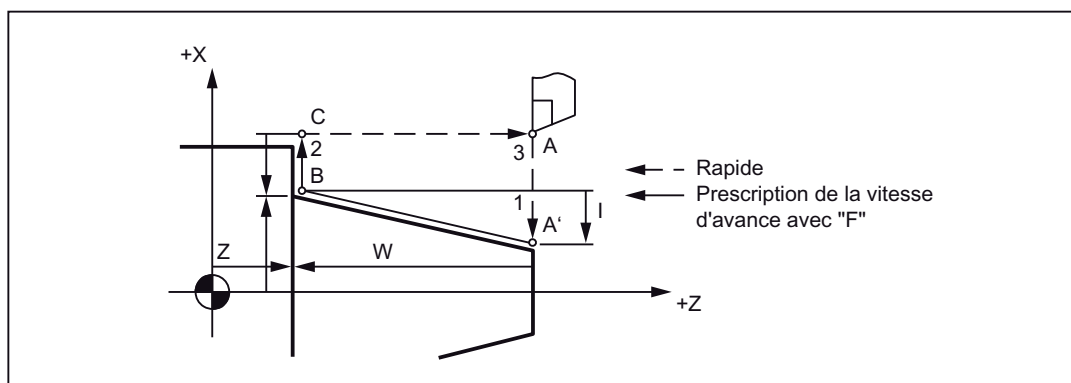 +X
C
2
3
A
B
Rapide
1
I
Prescription de la vitesse
d'avance avec "F"
A‘
Z
W
+Z